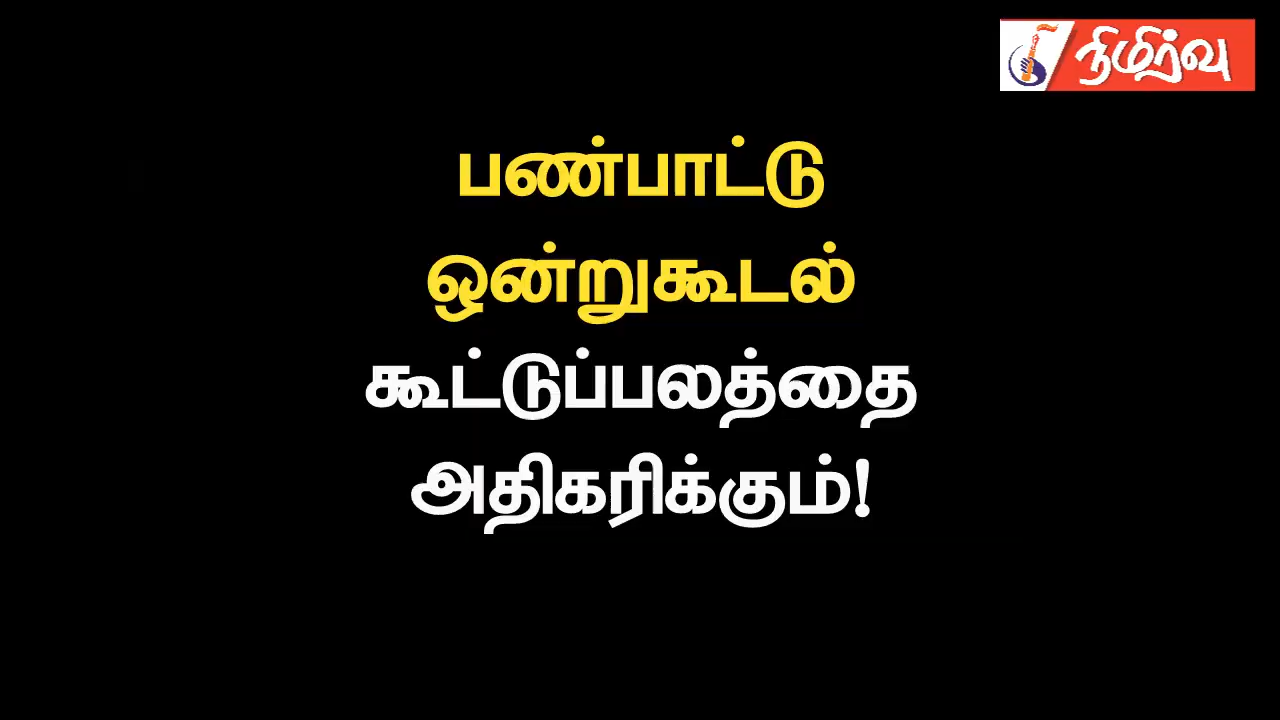 நிமிர்வு
பண்பாட்டு
ஒன்றுகூடல்
கூட்டுப்பலத்தை
அதிகரிக்கும்!